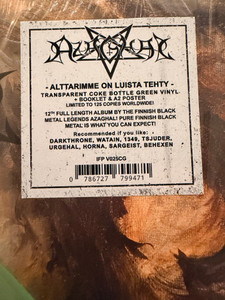 AZAGHAL
- ALTTARIMME ON LUISTA TEHTY -
TRANSPARENT COKE BOTTLE GREEN VINYL
+ BOOKLET & A2 POSTER
LIMITED TO 125 COPIES WORLDWIDE!
12th FULL LENGTH ALBUM BY THE FINNISH BLACK
METAL LEGENDS AZAGHAL! PURE FINNISH BLACK
METAL IS WHAT YOU CAN EXPECT!
Recommended if you like:
DARKTHRONE, WATAIN, 1349, TSJUDER,
URGEHAL, HORNA, SARGEIST, BEHEXEN
IFP V025CG
0 786727 799471